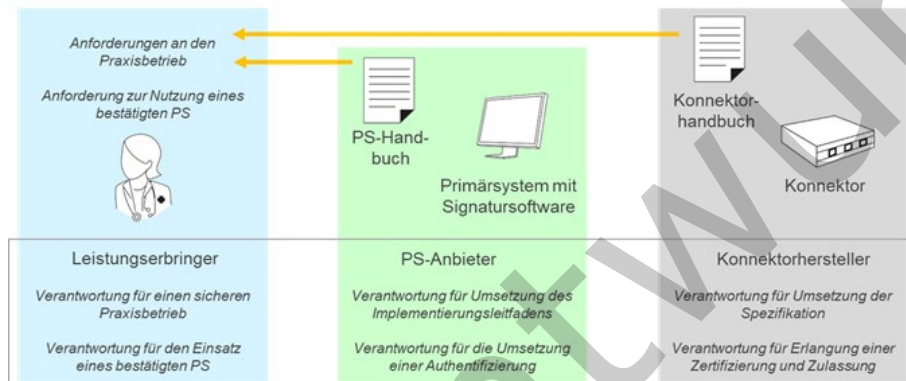 Anforderungen an den
Praxisbetrieb
Anforderung zur Nutzung eines
bestätigten PS
PS-Hand-
buch
Primärsystem mit
Signatursoftware
Konnektor-
handbuch
Konnektor
Leistungserbringer
Verantwortung für einen sicheren
Praxisbetrieb
Verantwortung für den Einsatz
eines bestätigten PS
PS-Anbieter
Verantwortung für Umsetzung des
Implementierungsleitfadens
Verantwortung für die Umsetzung
einer Authentifizierung
Konnektorhersteller
Verantwortung für Umsetzung der
Spezifikation
Verantwortung für Erlangung einer
Zertifizierung und Zulassung